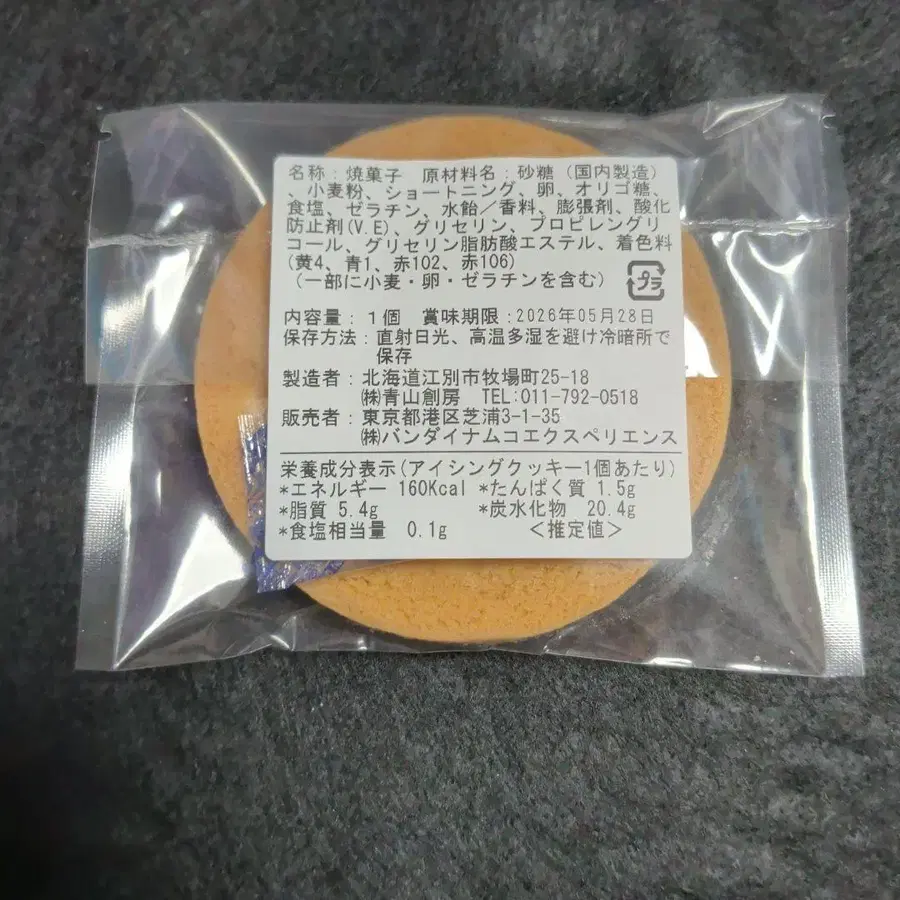 名称：焼菓子　原材料名：砂糖（国内製造）
、小麦粉、ショートニング、卵、オリゴ糖、
食塩、ゼラチン、水飴／香料、膨張剤、酸化
防止剤(V.E)、グリセリン、プロピレングリ
コール、グリセリン脂肪酸エステル、着色料
(黄4、青1、赤102、赤106)
（一部に小麦・卵・ゼラチンを含む）
プラ
内容量：１個　賞味期限：2026年05月28日
保存方法：直射日光、高温多湿を避け冷暗所で
保存
製造者：北海道江別市牧場町25-18
㈱青山創房　TEL:011-792-0518
販売者：東京都港区芝浦3-1-35
㈱バンダイナムコエクスペリエンス
栄養成分表示(アイシングクッキー1個あたり)
*エネルギー 160Kcal *たんぱく質 1.5g
*脂質 5.4g　*炭水化物　20.4g
*食塩相当量　0.1g　＜推定値＞